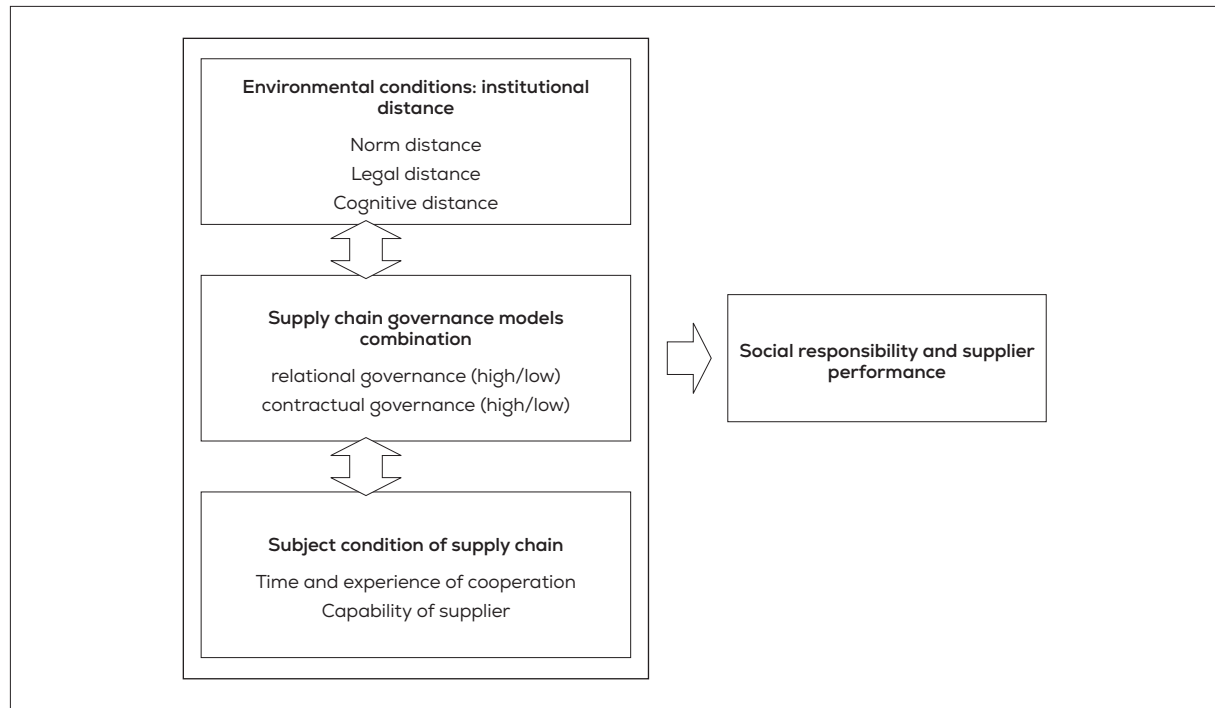 Environmental conditions: institutional
distance
Norm distance
Legal distance
Cognitive distance
Supply chain governance models
combination
relational governance (high/low)
contractual governance (high/low)
Social responsibility and supplier
performance
Subject condition of supply chain
Time and experience of cooperation
Capability of supplier